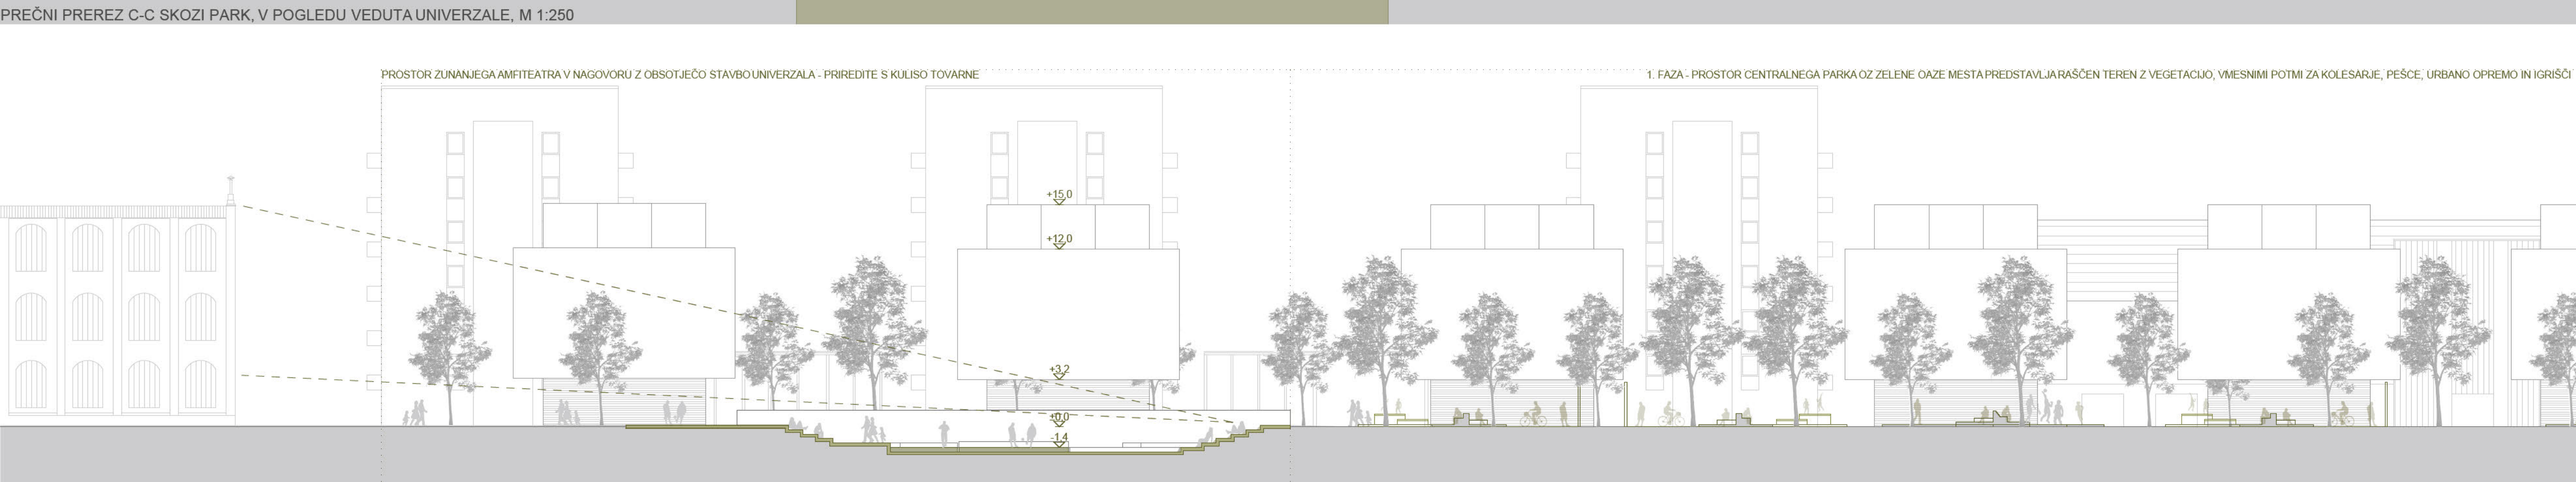 PREČNI PREREZ C-C SKOZI PARK, V POGLEDU VEDUTA UNIVERZALE, M 1:250
PROSTOR ZUNANJEGA AMFITEATRA V NAGOVORU Z OBSOTJEČO STAVBO UNIVERZALA - PRIREDITE S KULISO TOVARNE
1. FAZA - PROSTOR CENTRALNEGA PARKA OZ ZELENE OAZE MESTA PREDSTAVLJA RAŠČEN TEREN Z VEGETACIJO, VMESNIMI POTMI ZA KOLESARJE, PEŠCE, URBANO OPREMO IN IGRIŠČI
+15,0
+12,0
+3,2
+0,0
-1,4